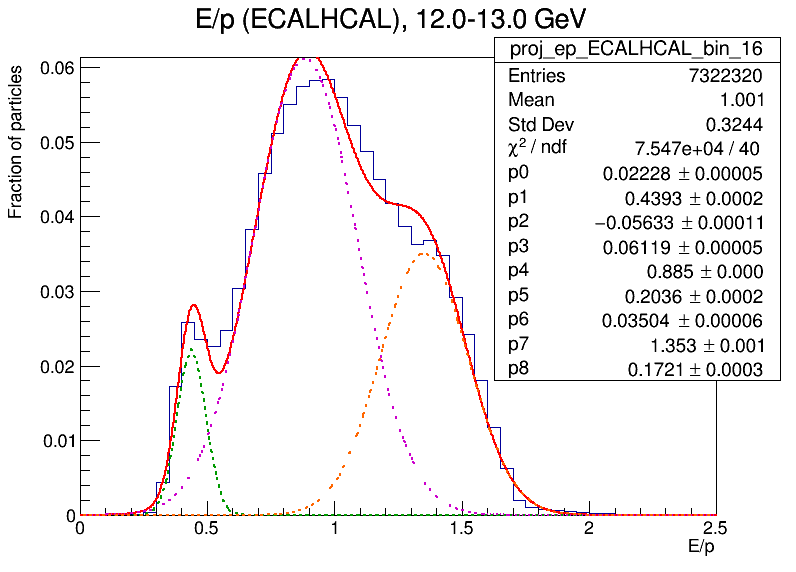 E/p (ECALHCAL), 12.0-13.0 GeV
proj_ep_ECALHCAL_bin_16
Entries 7322320
Mean 1.001
Std Dev 0.3244
χ² / ndf 7.547e+04 / 40
p0 0.02228 ± 0.00005
p1 0.4393 ± 0.0002
p2 −0.05633 ± 0.00011
p3 0.06119 ± 0.00005
p4 0.885 ± 0.000
p5 0.2036 ± 0.0002
p6 0.03504 ± 0.00006
p7 1.353 ± 0.001
p8 0.1721 ± 0.0003
Fraction of particles
0.06
0.05
0.04
0.03
0.02
0.01
0
0 0.5 1 1.5 2 2.5
E/p